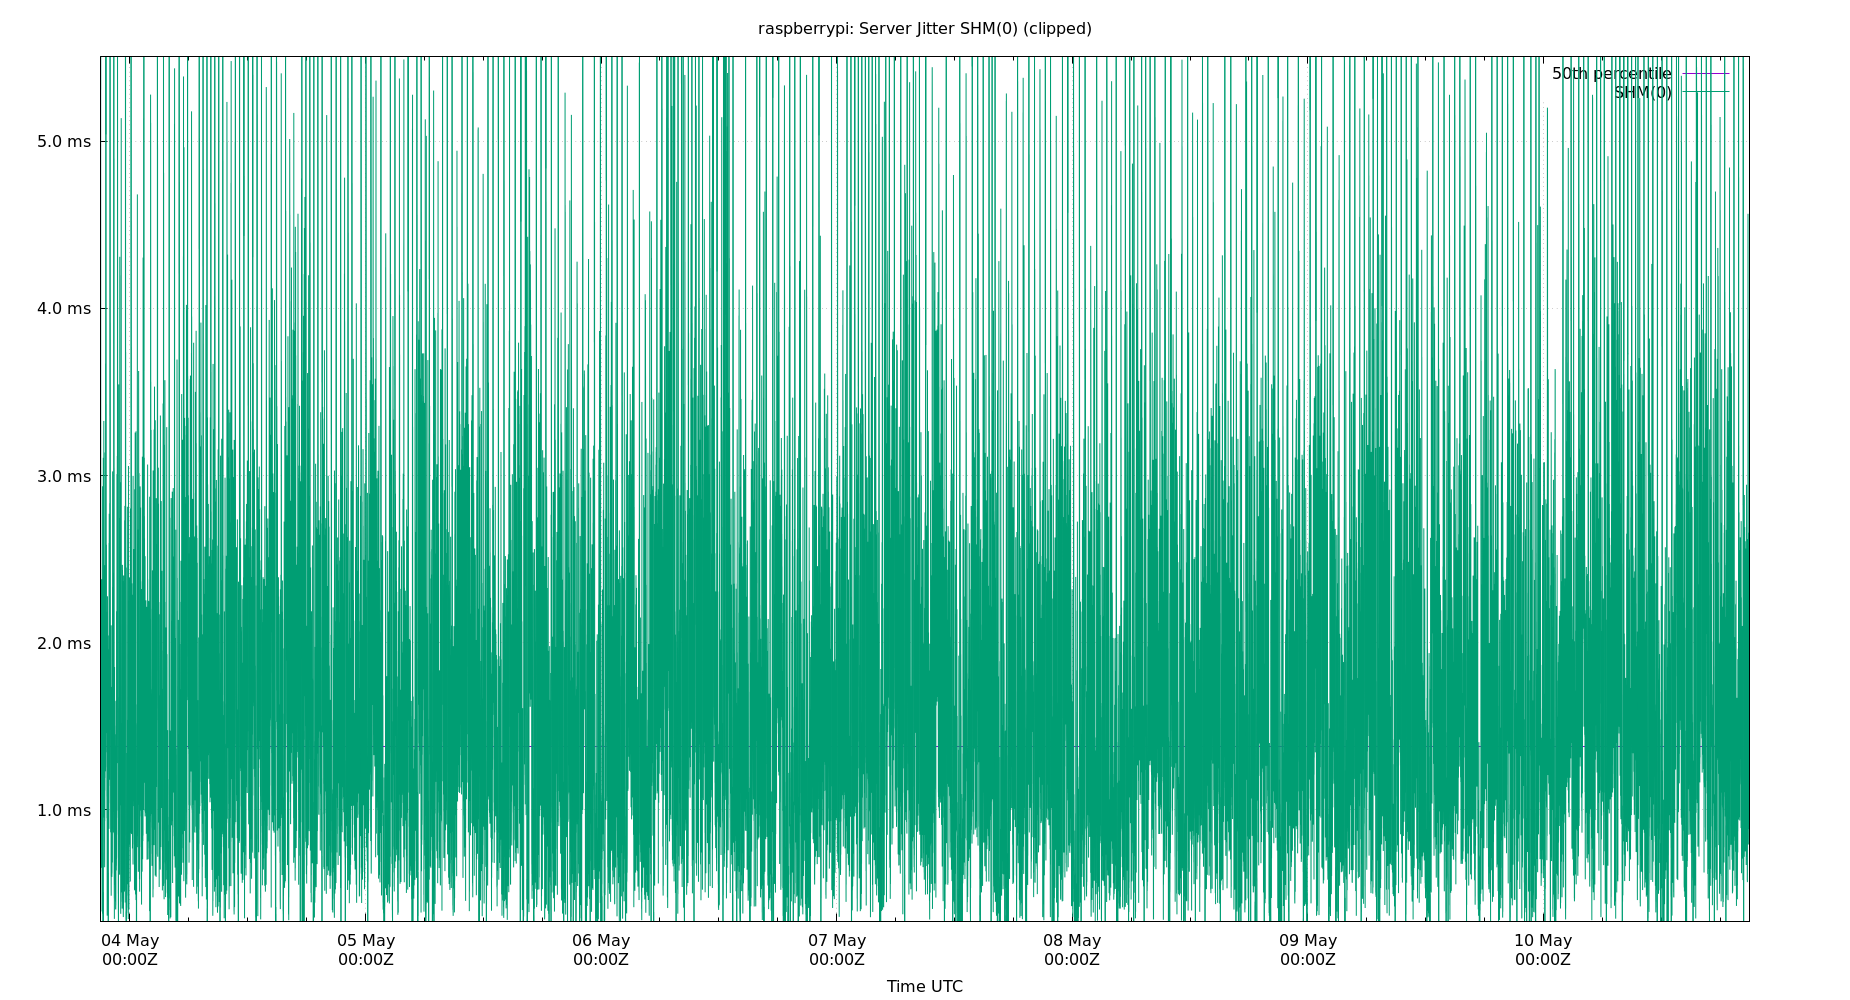 raspberrypi: Server Jitter SHM(0) (clipped)
50th percentile
SHM(0)
5.0 ms
4.0 ms
3.0 ms
2.0 ms
1.0 ms
04 May 05 May 06 May 07 May 08 May 09 May 10 May
00:00Z 00:00Z 00:00Z 00:00Z 00:00Z 00:00Z 00:00Z
Time UTC